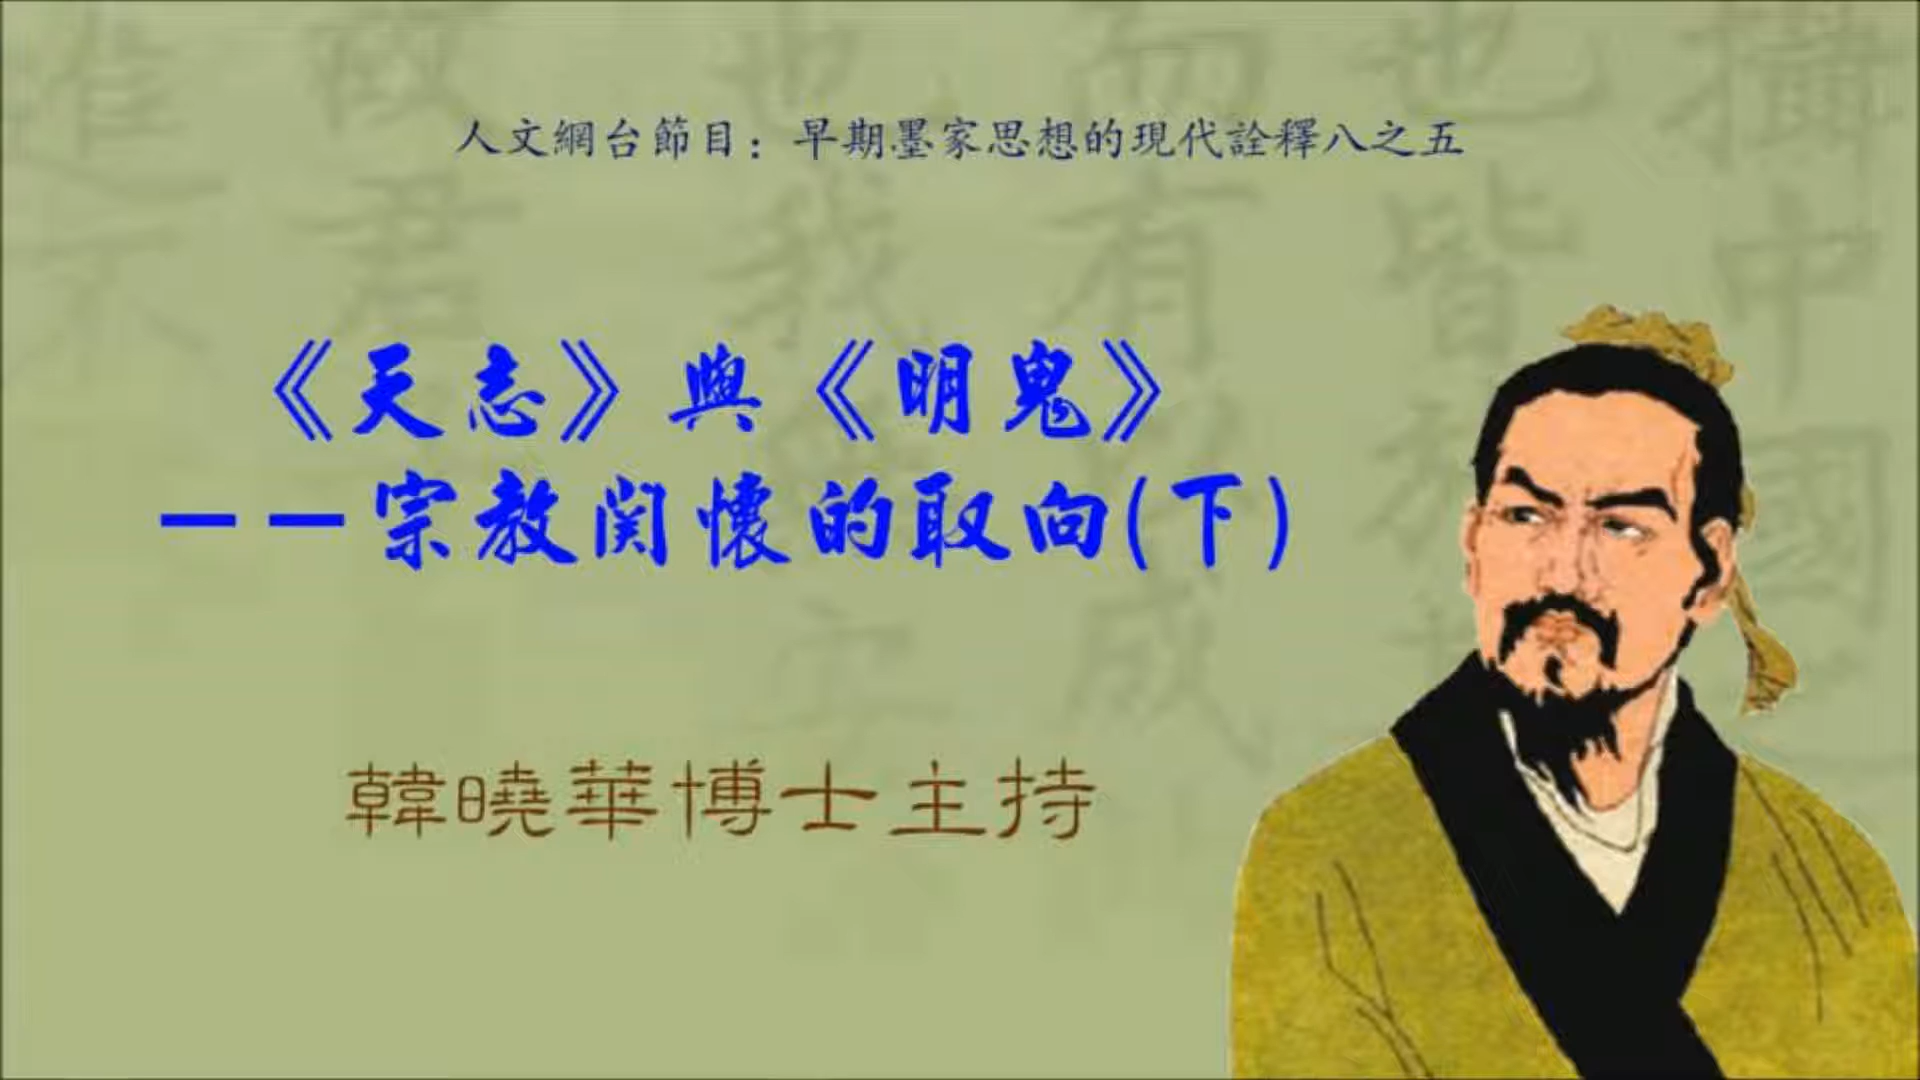 人文網台節目：早期墨家思想的現代詮釋八之五
《天志》與《明鬼》
——宗教関懷的取向(下)
韓曉華博士主持